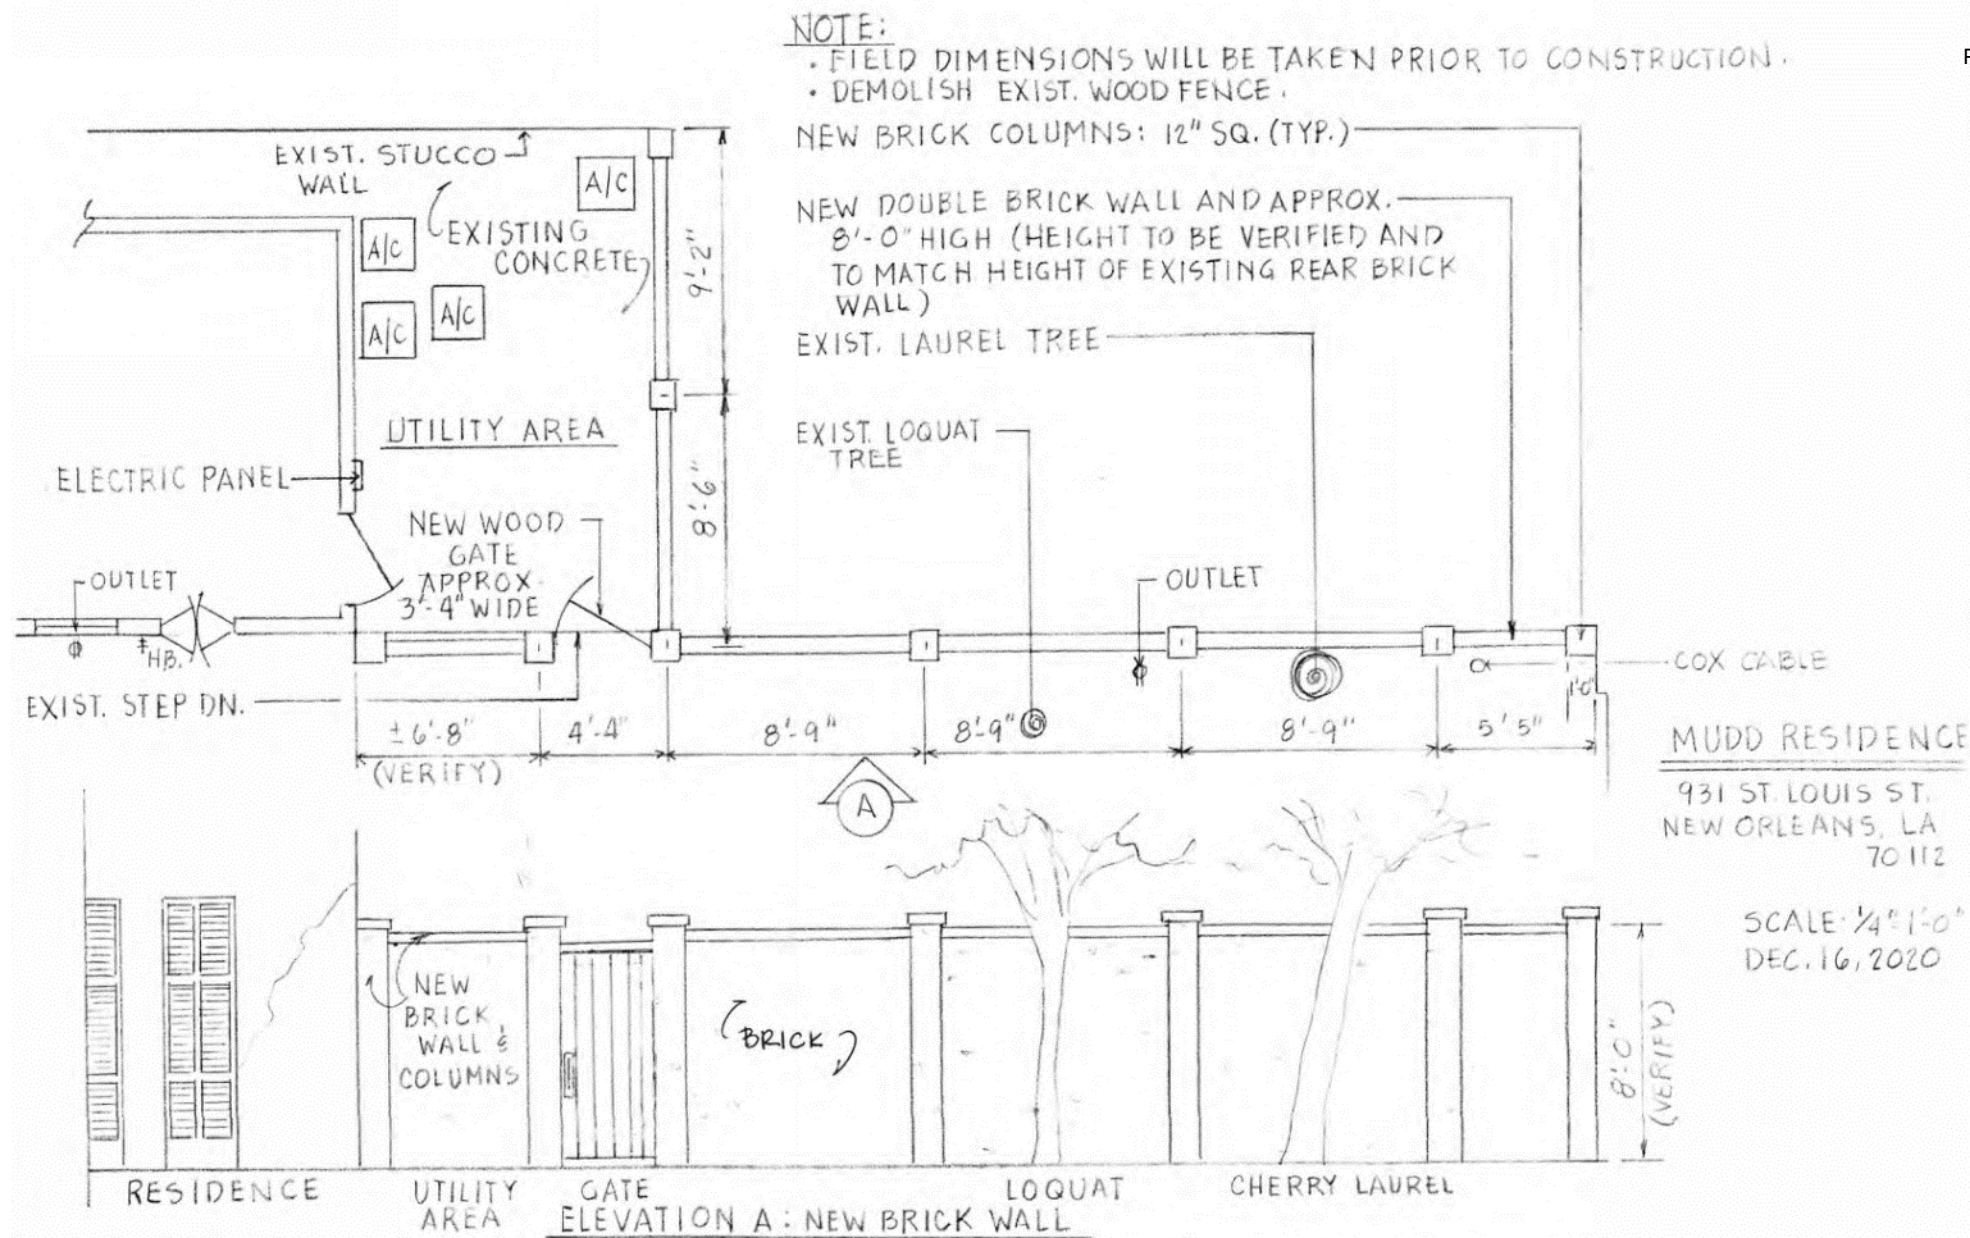 NOTE:
• FIELD DIMENSIONS WILL BE TAKEN PRIOR TO CONSTRUCTION.
• DEMOLISH EXIST. WOOD FENCE.
NEW BRICK COLUMNS: 12" SQ. (TYP.)
NEW DOUBLE BRICK WALL AND APPROX.
8'-0" HIGH (HEIGHT TO BE VERIFIED AND
TO MATCH HEIGHT OF EXISTING REAR BRICK
WALL)
EXIST. LAUREL TREE
EXIST. LOQUAT
TREE
EXIST. STUCCO
WALL
A/C
EXISTING
CONCRETE
A/C
A/C
A/C
9'-2"
UTILITY AREA
ELECTRIC PANEL
8'-6"
NEW WOOD
GATE
APPROX.
3'-4" WIDE
OUTLET
H.B.
OUTLET
COX CABLE
1'-0"
EXIST. STEP DN.
±6'-8"
(VERIFY)
4'-4"
8'-9"
8'-9"
8'-9"
5'5"
A
MUDD RESIDENCE
931 ST. LOUIS ST.
NEW ORLEANS, LA
70112
SCALE: 1/4"=1'-0"
DEC. 16, 2020
NEW
BRICK
WALL &
COLUMNS
BRICK
8'-0"
(VERIFY)
RESIDENCE
UTILITY
AREA
GATE
LOQUAT
CHERRY LAUREL
ELEVATION A: NEW BRICK WALL